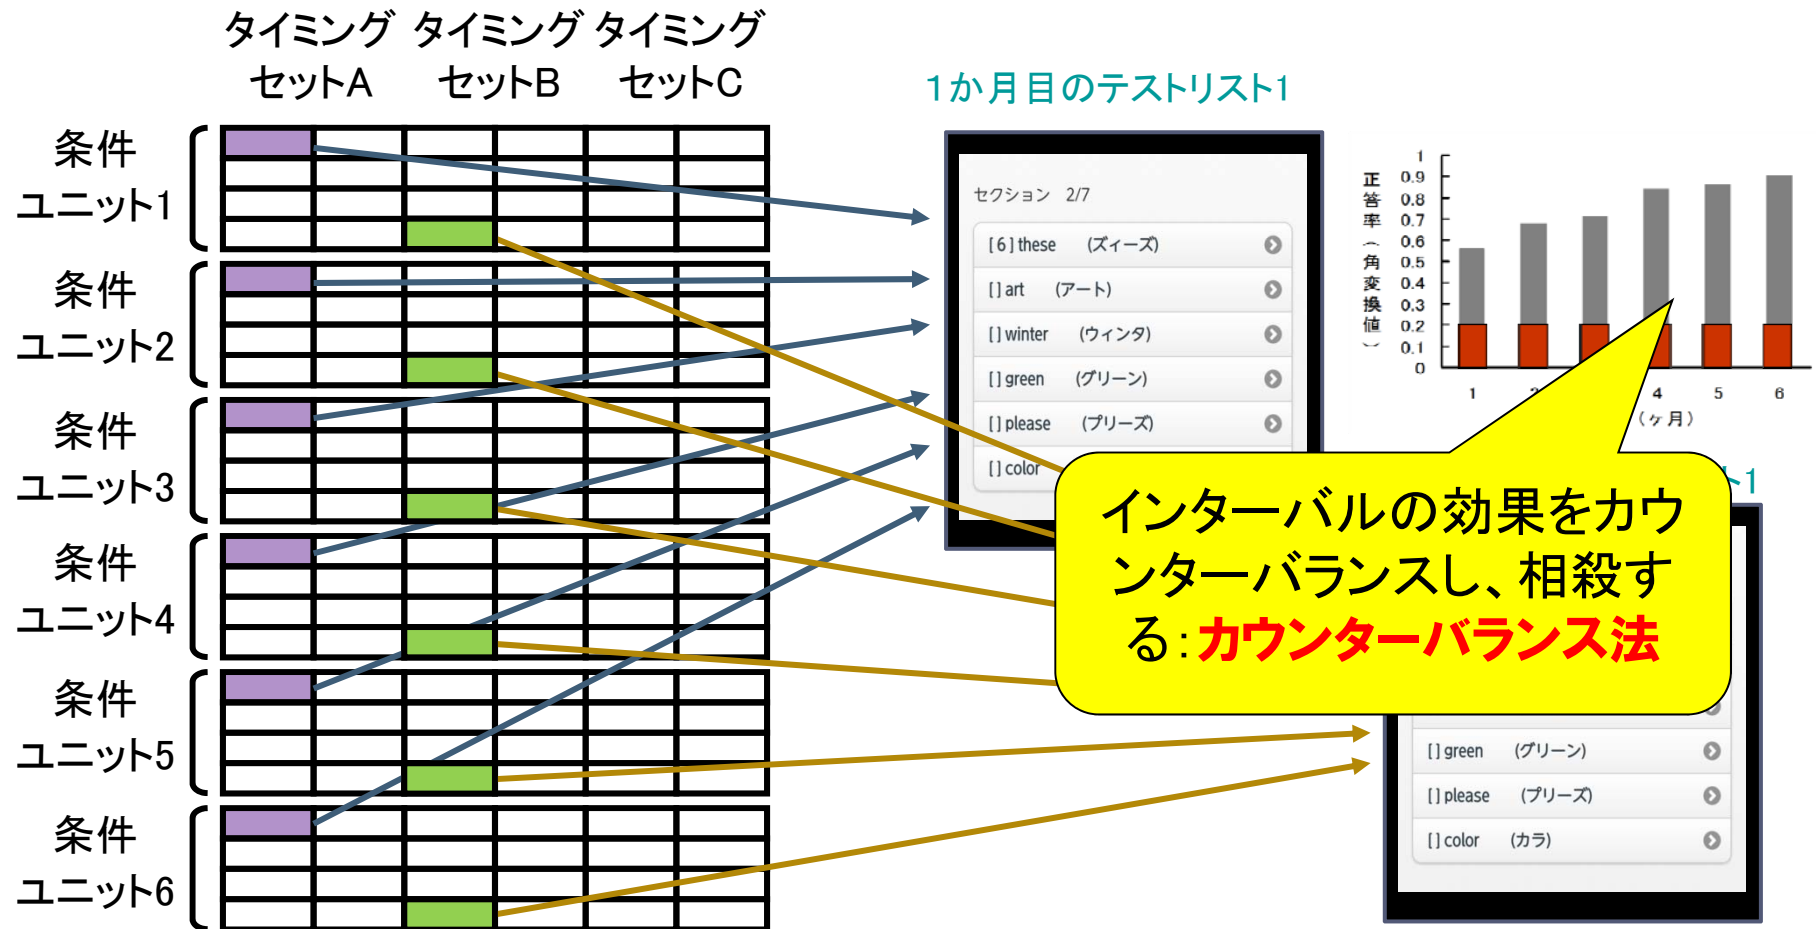 タイミング タイミング タイミング
セットA セットB セットC
条件
ユニット1
条件
ユニット2
条件
ユニット3
条件
ユニット4
条件
ユニット5
条件
ユニット6
1か月目のテストリスト1
セクション 2/7
[6] these (ズィーズ)
[] art (アート)
[] winter (ウィンタ)
[] green (グリーン)
[] please (プリーズ)
[] color
正答率(角変換値)
1
0.9
0.8
0.7
0.6
0.5
0.4
0.3
0.2
0.1
0
1 4 5 6
(ヶ月)
ト1
インターバルの効果をカウ
ンターバランスし、相殺す
る:カウンターバランス法
[] green (グリーン)
[] please (プリーズ)
[] color (カラ)